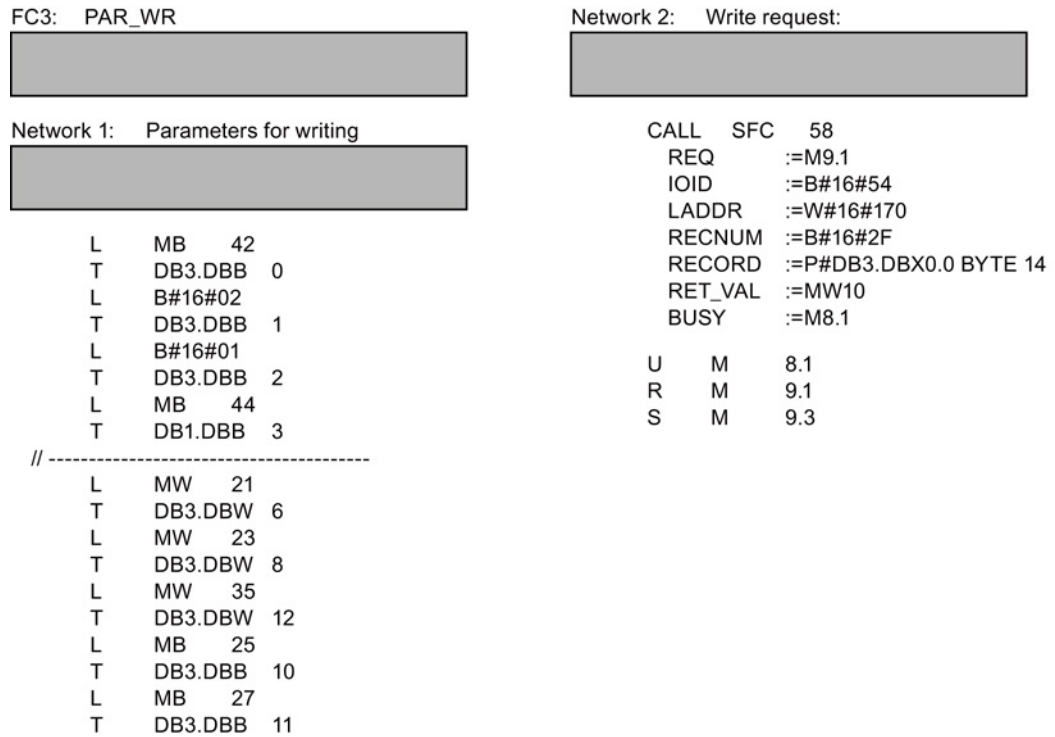 FC3: PAR_WR
Network 1: Parameters for writing
L MB 42
T DB3.DBB 0
L B#16#02
T DB3.DBB 1
L B#16#01
T DB3.DBB 2
L MB 44
T DB1.DBB 3
// ----------------------------------------
L MW 21
T DB3.DBW 6
L MW 23
T DB3.DBW 8
L MW 35
T DB3.DBW 12
L MB 25
T DB3.DBB 10
L MB 27
T DB3.DBB 11
Network 2: Write request:
CALL SFC 58
REQ :=M9.1
IOID :=B#16#54
LADDR :=W#16#170
RECNUM :=B#16#2F
RECORD :=P#DB3.DBX0.0 BYTE 14
RET_VAL :=MW10
BUSY :=M8.1
U M 8.1
R M 9.1
S M 9.3